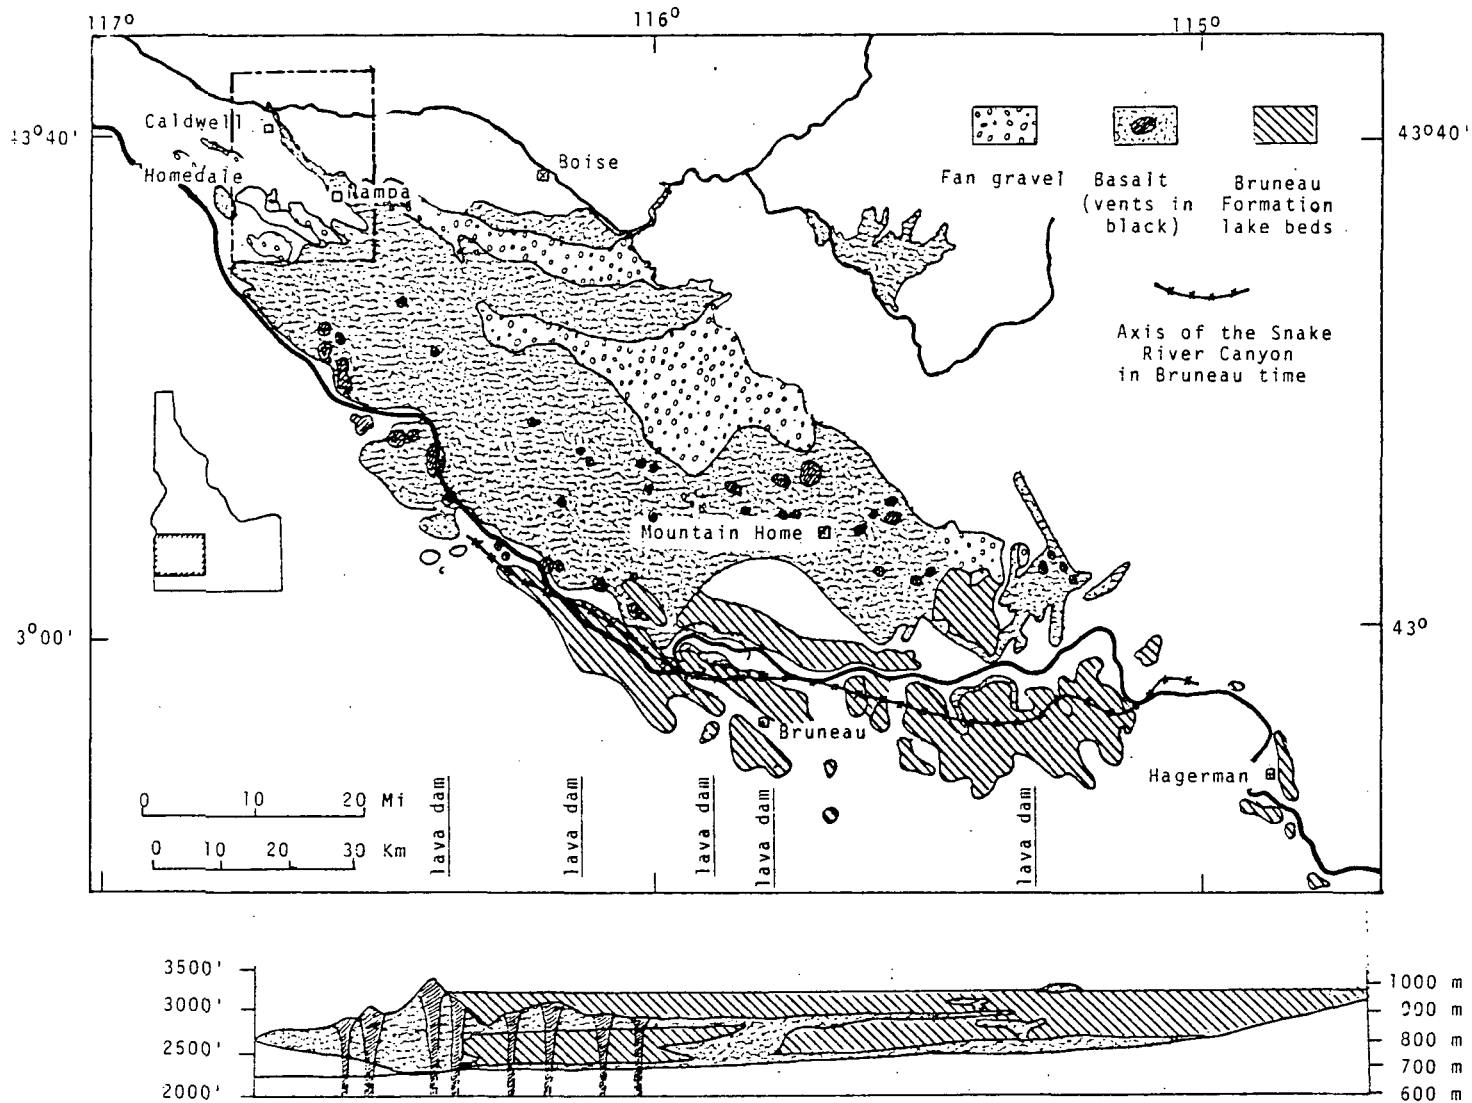 117° 116° 115°
43°40' 43°40'
Caldwell
Boise
Homedale
Nampa
Fan gravel
Basalt
(vents in
black)
Bruneau
Formation
lake beds
Axis of the Snake
River Canyon
in Bruneau time
Mountain Home
3°00' 43°
Bruneau
Hagerman
0 10 20 Mi
0 10 20 30 Km
lava dam
lava dam
lava dam
lava dam
lava dam
3500'
3000'
2500'
2000'
1000 m
900 m
800 m
700 m
600 m